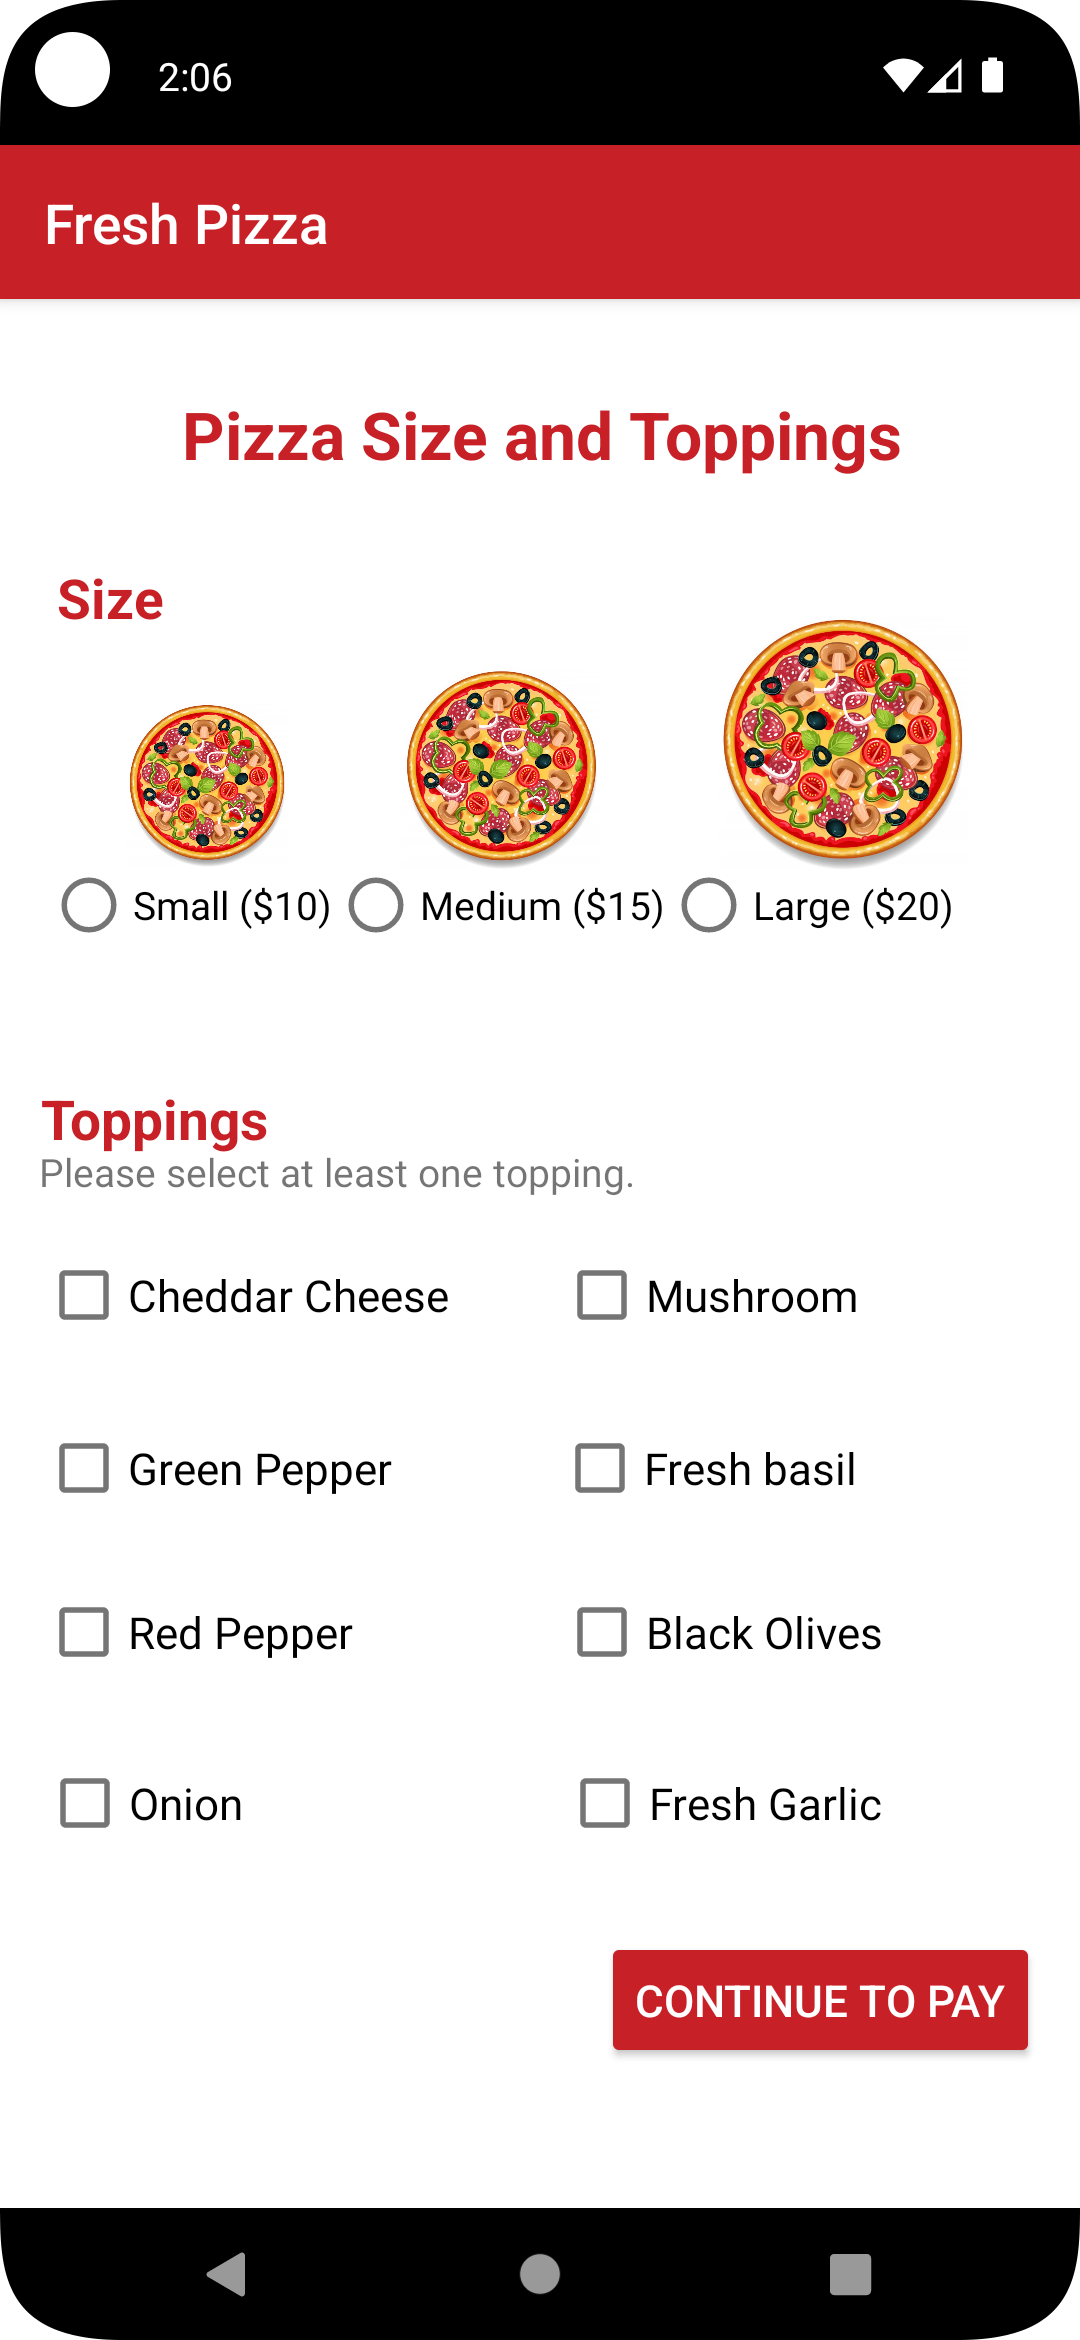 2:06
Fresh Pizza
Pizza Size and Toppings
Size
Small ($10) Medium ($15) Large ($20)
Toppings
Please select at least one topping.
Cheddar Cheese Mushroom
Green Pepper Fresh basil
Red Pepper Black Olives
Onion Fresh Garlic
CONTINUE TO PAY